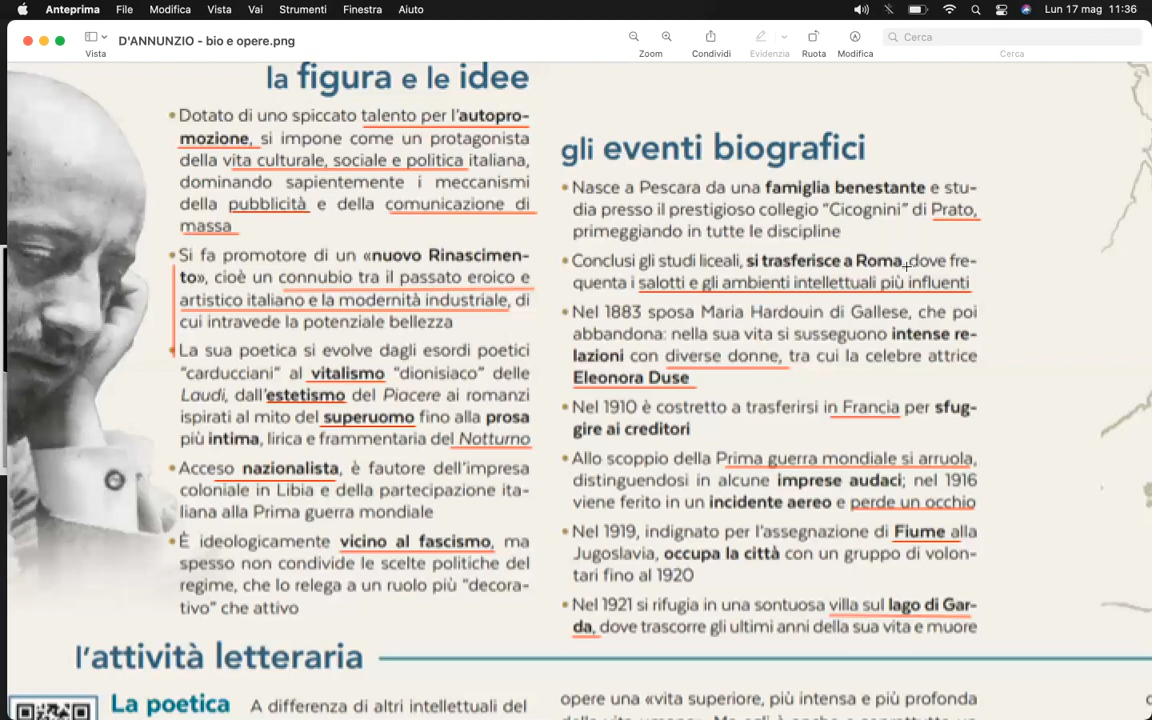 Anteprima File Modifica Vista Vai Strumenti Finestra Aiuto Lun 17 mag 11:36
D'ANNUNZIO - bio e opere.png
Cerca
Vista Zoom Condividi Evidenzia Ruota Modifica Cerca
la figura e le idee
Dotato di uno spiccato talento per l'autopro-
mozione, si impone come un protagonista
della vita culturale, sociale e politica italiana,
dominando sapientemente i meccanismi
della pubblicità e della comunicazione di
massa
Si fa promotore di un «nuovo Rinascimen-
to», cioè un connubio tra il passato eroico e
artistico italiano e la modernità industriale, di
cui intravede la potenziale bellezza
La sua poetica si evolve dagli esordi poetici
"carducciani" al vitalismo "dionisiaco" delle
Laudi, dall'estetismo del Piacere ai romanzi
ispirati al mito del superuomo fino alla prosa
più intima, lirica e frammentaria del Notturno
Acceso nazionalista, è fautore dell'impresa
coloniale in Libia e della partecipazione ita-
liana alla Prima guerra mondiale
È ideologicamente vicino al fascismo, ma
spesso non condivide le scelte politiche del
regime, che lo relega a un ruolo più "decora-
tivo" che attivo
gli eventi biografici
Nasce a Pescara da una famiglia benestante e stu-
dia presso il prestigioso collegio "Cicognini" di Prato,
primeggiando in tutte le discipline
Conclusi gli studi liceali, si trasferisce a Roma, dove fre-
quenta i salotti e gli ambienti intellettuali più influenti
Nel 1883 sposa Maria Hardouin di Gallese, che poi
abbandona: nella sua vita si susseguono intense re-
lazioni con diverse donne, tra cui la celebre attrice
Eleonora Duse
Nel 1910 è costretto a trasferirsi in Francia per sfug-
gire ai creditori
Allo scoppio della Prima guerra mondiale si arruola,
distinguendosi in alcune imprese audaci; nel 1916
viene ferito in un incidente aereo e perde un occhio
Nel 1919, indignato per l'assegnazione di Fiume alla
Jugoslavia, occupa la città con un gruppo di volon-
tari fino al 1920
Nel 1921 si rifugia in una sontuosa villa sul lago di Gar-
da, dove trascorre gli ultimi anni della sua vita e muore
l'attività letteraria
La poetica A differenza di altri intellettuali del
opere una «vita superiore, più intensa e più profonda